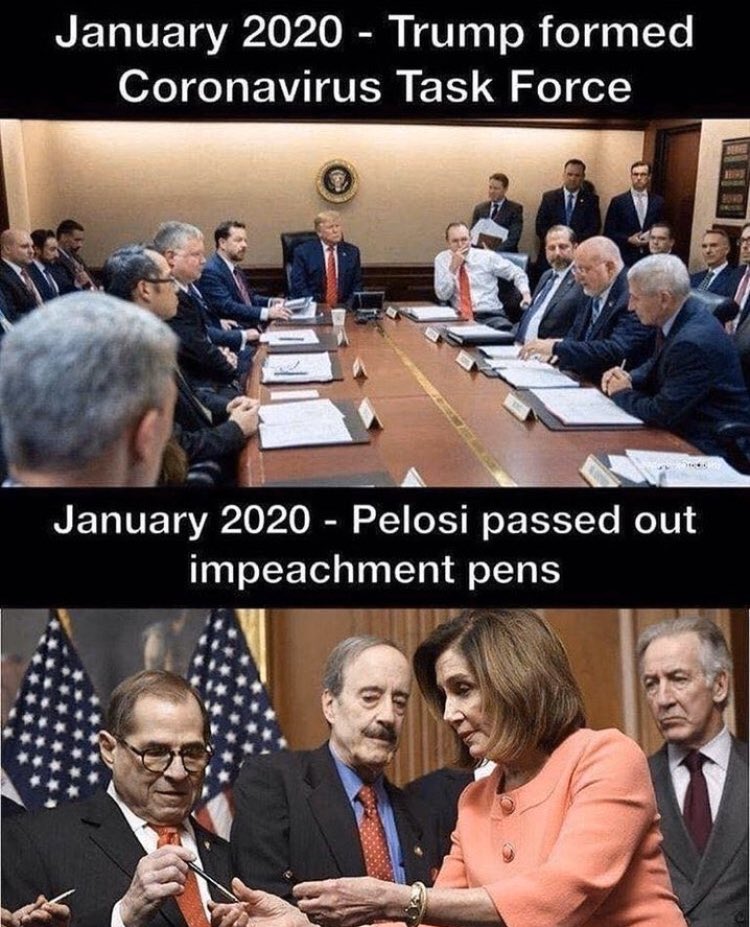 January 2020 - Trump formed
Coronavirus Task Force
January 2020 - Pelosi passed out
impeachment pens